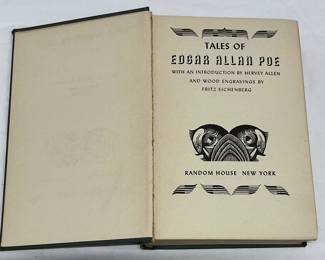 TALES OF
EDGAR ALLAN POE
WITH AN INTRODUCTION BY HERVEY ALLEN
AND WOOD ENGRAVINGS BY
FRITZ EICHENBERG
RANDOM HOUSE NEW YORK